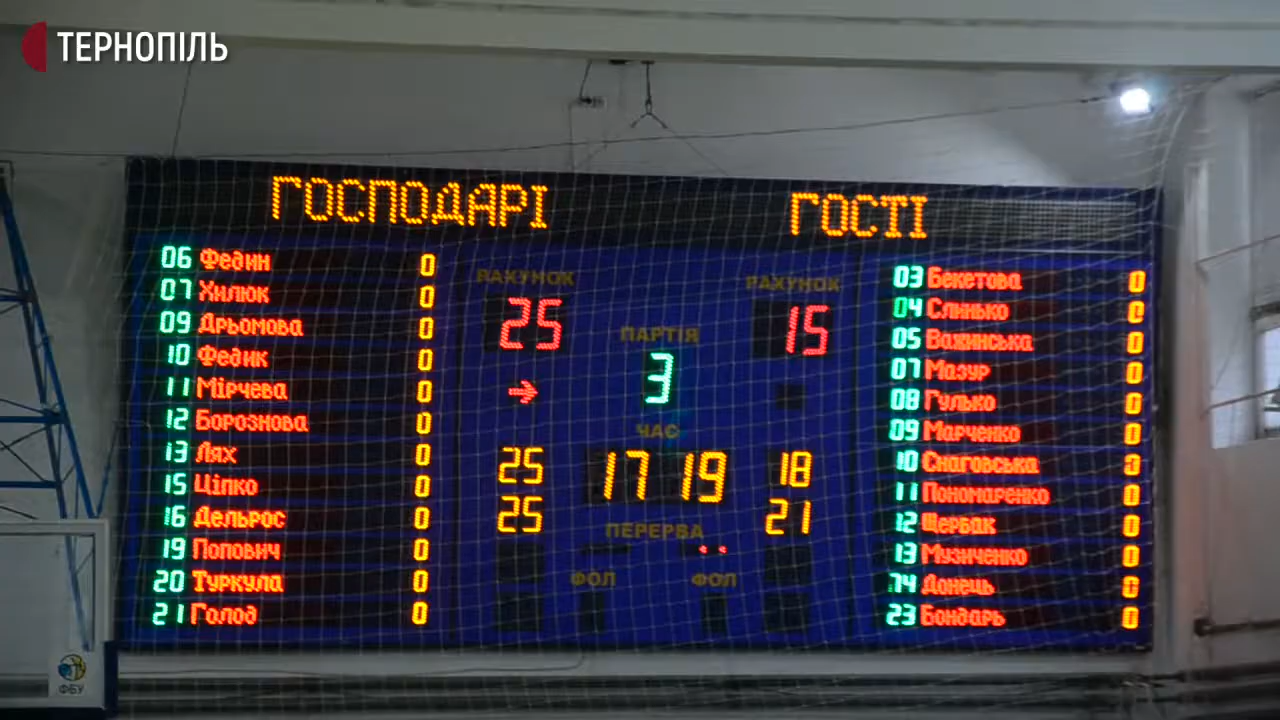 ТЕРНОПІЛЬ
ГОСПОДАРІ
ГОСТІ
06 Федин 0
07 Хилюк 0
09 Дрьомова 0
10 Федик 0
11 Мірчева 0
12 Борознова 0
13 Лях 0
15 Ціпко 0
16 Дельрос 0
19 Попович 0
20 Туркула 0
21 Голод 0
РАХУНОК
РАХУНОК
25
15
ПАРТІЯ
3
ЧАС
25 17 19 18
25 21
ПЕРЕРВА
ФОЛ
ФОЛ
03 Бекетова 0
04 Слинько 0
05 Важинська 0
07 Мазур 0
08 Гулько 0
09 Марченко 0
10 Снаговська 0
11 Пономаренко 0
12 Щербак 0
13 Музиченко 0
14 Донець 0
23 Бондарь 0
ФБУ